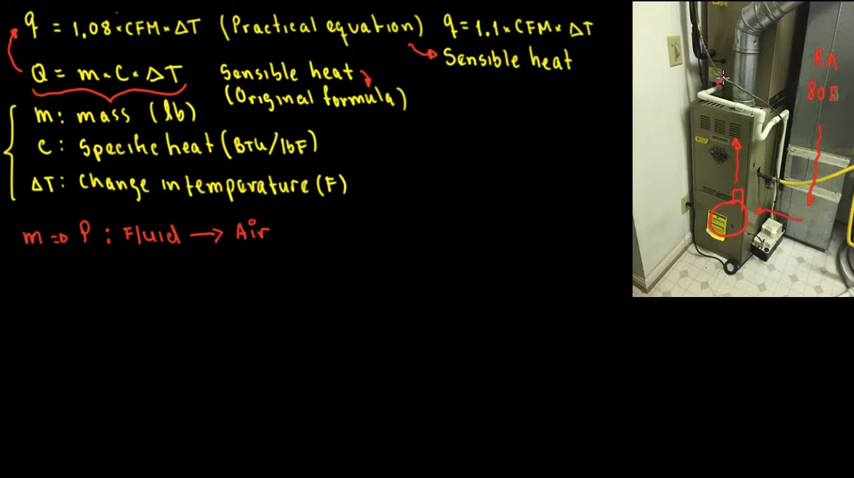 q = 1.08 × CFM × ΔT (Practical equation) q = 1.1 × CFM × ΔT
Sensible heat
Q = m · C · ΔT Sensible heat
(Original formula)
m: mass (lb)
c: Specific heat (BTU/lbF)
ΔT: Change in temperature (F)
m => ρ : Fluid → Air
RA